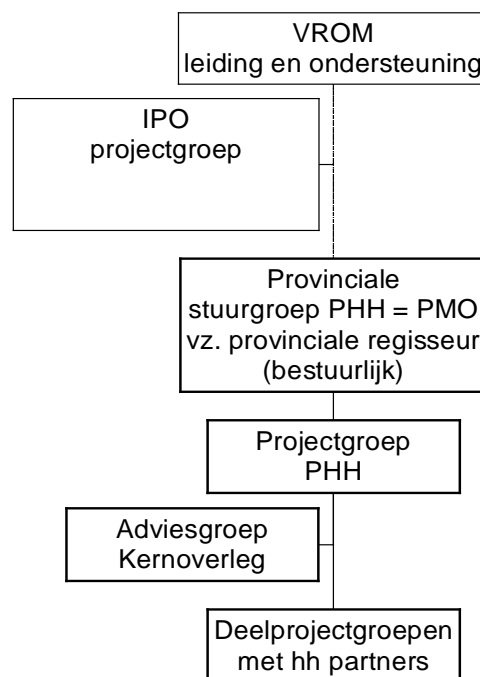 VROM
leiding en ondersteuning
IPO
projectgroep
Provinciale
stuurgroep PHH = PMO
vz. provinciale regisseur
(bestuurlijk)
Projectgroep
PHH
Adviesgroep
Kernoverleg
Deelprojectgroepen
met hh partners